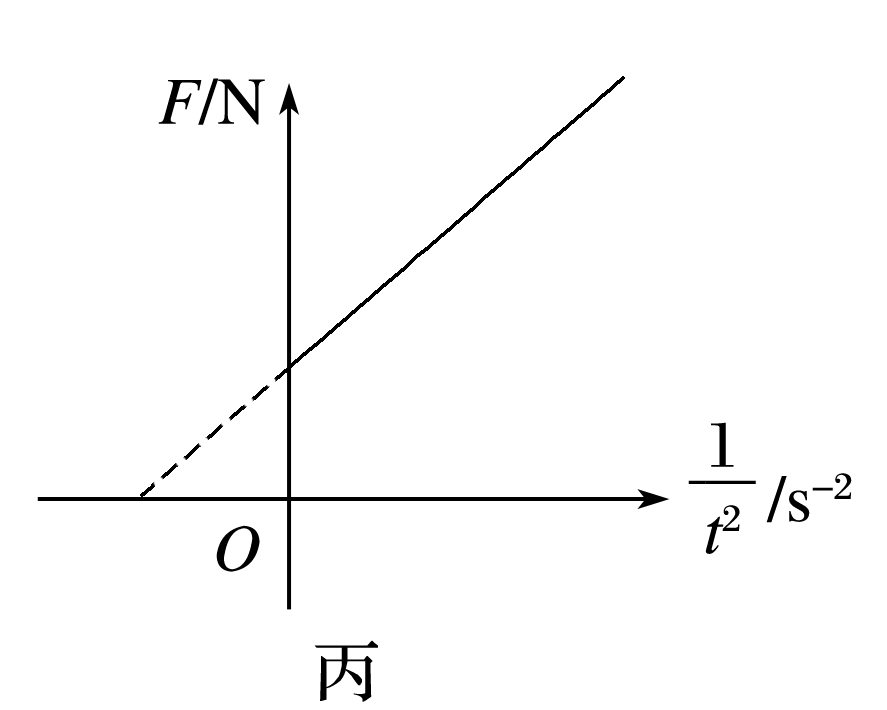 F/N
1/t² /s⁻²
O
丙